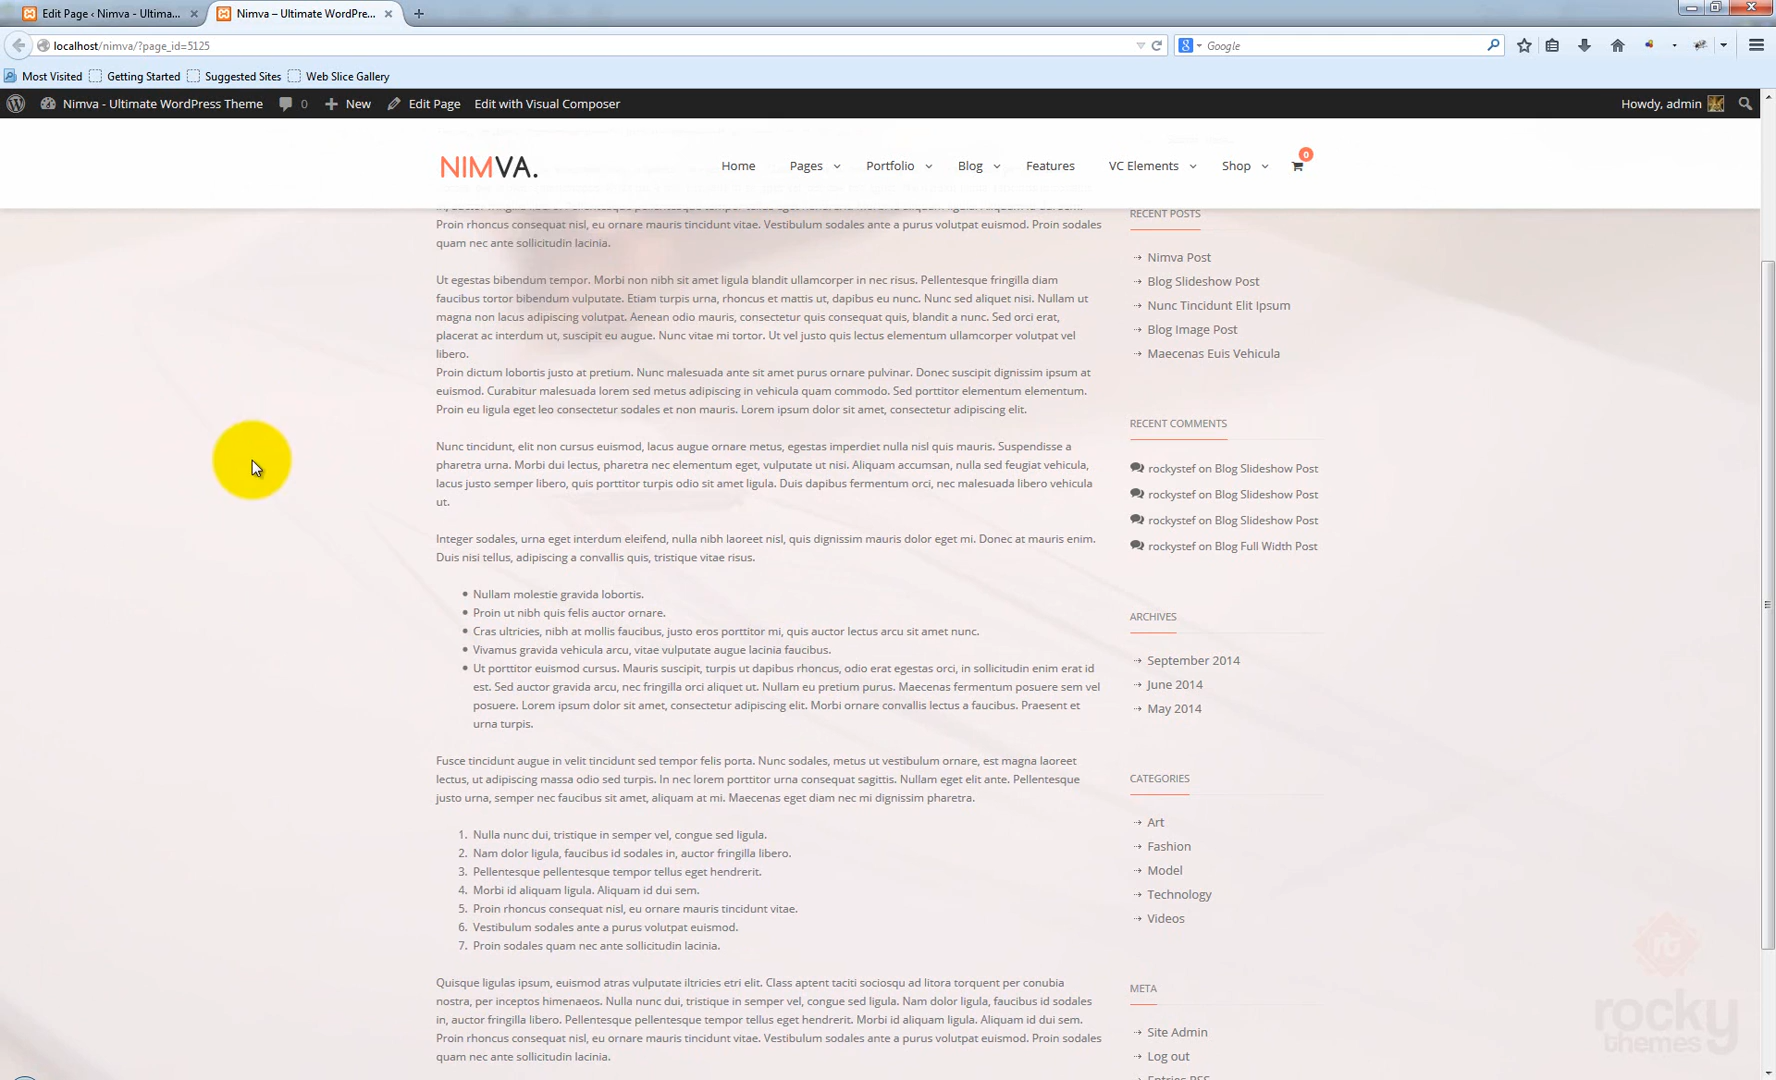 Edit Page ‹ Nimva - Ultima...
Nimva – Ultimate WordPre...
localhost/nimva/?page_id=5125
Google
Most Visited
Getting Started
Suggested Sites
Web Slice Gallery
Nimva - Ultimate WordPress Theme
0
New
Edit Page
Edit with Visual Composer
Howdy, admin
NIMVA.
Home
Pages
Portfolio
Blog
Features
VC Elements
Shop
0
Proin rhoncus consequat nisl, eu ornare mauris tincidunt vitae. Vestibulum sodales ante a purus volutpat euismod. Proin sodales
quam nec ante sollicitudin lacinia.
Ut egestas bibendum tempor. Morbi non nibh sit amet ligula blandit ullamcorper in nec risus. Pellentesque fringilla diam
faucibus tortor bibendum vulputate. Etiam turpis urna, rhoncus et mattis ut, dapibus eu nunc. Nunc sed aliquet nisi. Nullam ut
magna non lacus adipiscing volutpat. Aenean odio mauris, consectetur quis consequat quis, blandit a nunc. Sed orci erat,
placerat ac interdum ut, suscipit eu augue. Nunc vitae mi tortor. Ut vel justo quis lectus elementum ullamcorper volutpat vel
libero.
Proin dictum lobortis justo at pretium. Nunc malesuada ante sit amet purus ornare pulvinar. Donec suscipit dignissim ipsum at
euismod. Curabitur malesuada lorem sed metus adipiscing in vehicula quam commodo. Sed porttitor elementum elementum.
Proin eu ligula eget leo consectetur sodales et non mauris. Lorem ipsum dolor sit amet, consectetur adipiscing elit.
Nunc tincidunt, elit non cursus euismod, lacus augue ornare metus, egestas imperdiet nulla nisl quis mauris. Suspendisse a
pharetra urna. Morbi dui lectus, pharetra nec elementum eget, vulputate ut nisi. Aliquam accumsan, nulla sed feugiat vehicula,
lacus justo semper libero, quis porttitor turpis odio sit amet ligula. Duis dapibus fermentum orci, nec malesuada libero vehicula
ut.
Integer sodales, urna eget interdum eleifend, nulla nibh laoreet nisl, quis dignissim mauris dolor eget mi. Donec at mauris enim.
Duis nisi tellus, adipiscing a convallis quis, tristique vitae risus.
Nullam molestie gravida lobortis.
Proin ut nibh quis felis auctor ornare.
Cras ultricies, nibh at mollis faucibus, justo eros porttitor mi, quis auctor lectus arcu sit amet nunc.
Vivamus gravida vehicula arcu, vitae vulputate augue lacinia faucibus.
Ut porttitor euismod cursus. Mauris suscipit, turpis ut dapibus rhoncus, odio erat egestas orci, in sollicitudin enim erat id
est. Sed auctor gravida arcu, nec fringilla orci aliquet ut. Nullam eu pretium purus. Maecenas fermentum posuere sem vel
posuere. Lorem ipsum dolor sit amet, consectetur adipiscing elit. Morbi ornare convallis lectus a faucibus. Praesent et
urna turpis.
Fusce tincidunt augue in velit tincidunt sed tempor felis porta. Nunc sodales, metus ut vestibulum ornare, est magna laoreet
lectus, ut adipiscing massa odio sed turpis. In nec lorem porttitor urna consequat sagittis. Nullam eget elit ante. Pellentesque
justo urna, semper nec faucibus sit amet, aliquam at mi. Maecenas eget diam nec mi dignissim pharetra.
1. Nulla nunc dui, tristique in semper vel, congue sed ligula.
2. Nam dolor ligula, faucibus id sodales in, auctor fringilla libero.
3. Pellentesque pellentesque tempor tellus eget hendrerit.
4. Morbi id aliquam ligula. Aliquam id dui sem.
5. Proin rhoncus consequat nisl, eu ornare mauris tincidunt vitae.
6. Vestibulum sodales ante a purus volutpat euismod.
7. Proin sodales quam nec ante sollicitudin lacinia.
Quisque ligulas ipsum, euismod atras vulputate iltricies etri elit. Class aptent taciti sociosqu ad litora torquent per conubia
nostra, per inceptos himenaeos. Nulla nunc dui, tristique in semper vel, congue sed ligula. Nam dolor ligula, faucibus id sodales
in, auctor fringilla libero. Pellentesque pellentesque tempor tellus eget hendrerit. Morbi id aliquam ligula. Aliquam id dui sem.
Proin rhoncus consequat nisl, eu ornare mauris tincidunt vitae. Vestibulum sodales ante a purus volutpat euismod. Proin sodales
quam nec ante sollicitudin lacinia.
RECENT POSTS
Nimva Post
Blog Slideshow Post
Nunc Tincidunt Elit Ipsum
Blog Image Post
Maecenas Euis Vehicula
RECENT COMMENTS
rockystef on Blog Slideshow Post
rockystef on Blog Slideshow Post
rockystef on Blog Slideshow Post
rockystef on Blog Full Width Post
ARCHIVES
September 2014
June 2014
May 2014
CATEGORIES
Art
Fashion
Model
Technology
Videos
META
Site Admin
Log out
Entries RSS
rocky
themes